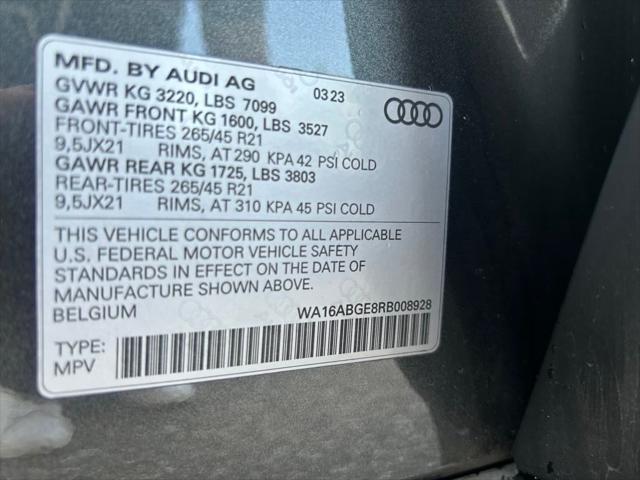 MFD. BY AUDI AG 03 23
GVWR KG 3220, LBS 7099
GAWR FRONT KG 1600, LBS 3527
FRONT-TIRES 265/45 R21
9,5JX21 RIMS, AT 290 KPA 42 PSI COLD
GAWR REAR KG 1725, LBS 3803
REAR-TIRES 265/45 R21
9,5JX21 RIMS, AT 310 KPA 45 PSI COLD
THIS VEHICLE CONFORMS TO ALL APPLICABLE
U.S. FEDERAL MOTOR VEHICLE SAFETY
STANDARDS IN EFFECT ON THE DATE OF
MANUFACTURE SHOWN ABOVE.
BELGIUM WA16ABGE8RB008928
TYPE:
MPV